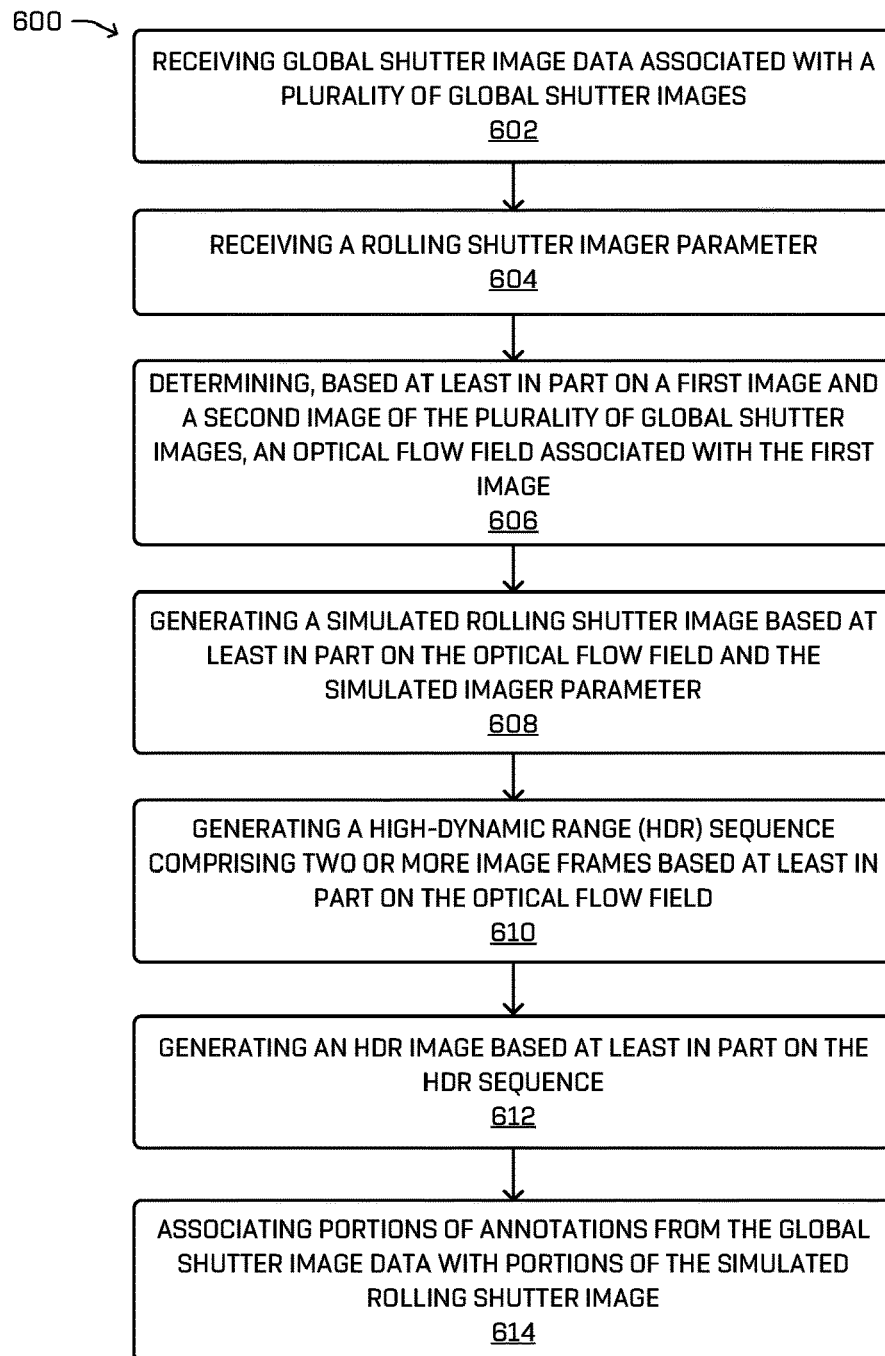 600
RECEIVING GLOBAL SHUTTER IMAGE DATA ASSOCIATED WITH A
PLURALITY OF GLOBAL SHUTTER IMAGES
602
RECEIVING A ROLLING SHUTTER IMAGER PARAMETER
604
DETERMINING, BASED AT LEAST IN PART ON A FIRST IMAGE AND
A SECOND IMAGE OF THE PLURALITY OF GLOBAL SHUTTER
IMAGES, AN OPTICAL FLOW FIELD ASSOCIATED WITH THE FIRST
IMAGE
606
GENERATING A SIMULATED ROLLING SHUTTER IMAGE BASED AT
LEAST IN PART ON THE OPTICAL FLOW FIELD AND THE
SIMULATED IMAGER PARAMETER
608
GENERATING A HIGH-DYNAMIC RANGE (HDR) SEQUENCE
COMPRISING TWO OR MORE IMAGE FRAMES BASED AT LEAST IN
PART ON THE OPTICAL FLOW FIELD
610
GENERATING AN HDR IMAGE BASED AT LEAST IN PART ON THE
HDR SEQUENCE
612
ASSOCIATING PORTIONS OF ANNOTATIONS FROM THE GLOBAL
SHUTTER IMAGE DATA WITH PORTIONS OF THE SIMULATED
ROLLING SHUTTER IMAGE
614